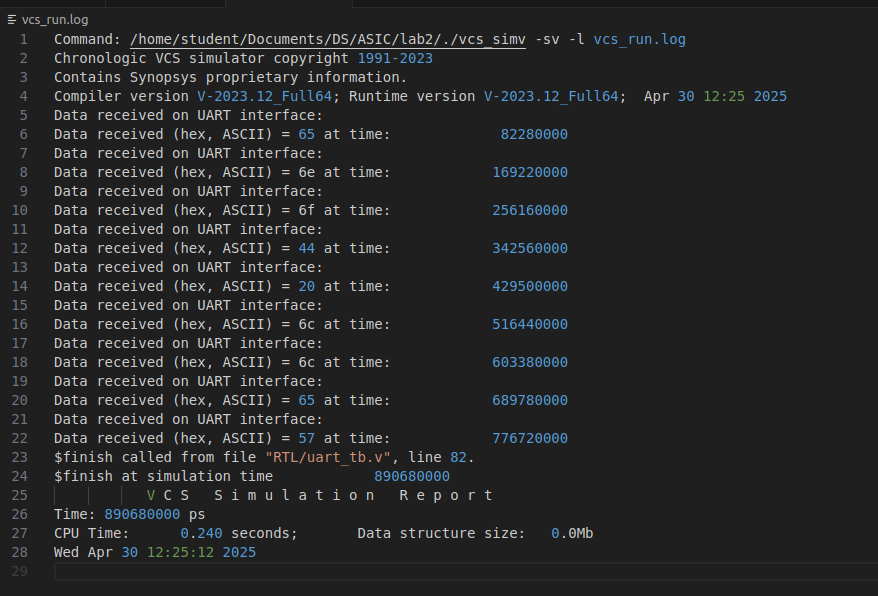 vcs_run.log
1 Command: /home/student/Documents/DS/ASIC/lab2/./vcs_simv -sv -l vcs_run.log
2 Chronologic VCS simulator copyright 1991-2023
3 Contains Synopsys proprietary information.
4 Compiler version V-2023.12_Full64; Runtime version V-2023.12_Full64;  Apr 30 12:25 2025
5 Data received on UART interface:
6 Data received (hex, ASCII) = 65 at time:             82280000
7 Data received on UART interface:
8 Data received (hex, ASCII) = 6e at time:            169220000
9 Data received on UART interface:
10 Data received (hex, ASCII) = 6f at time:            256160000
11 Data received on UART interface:
12 Data received (hex, ASCII) = 44 at time:            342560000
13 Data received on UART interface:
14 Data received (hex, ASCII) = 20 at time:            429500000
15 Data received on UART interface:
16 Data received (hex, ASCII) = 6c at time:            516440000
17 Data received on UART interface:
18 Data received (hex, ASCII) = 6c at time:            603380000
19 Data received on UART interface:
20 Data received (hex, ASCII) = 65 at time:            689780000
21 Data received on UART interface:
22 Data received (hex, ASCII) = 57 at time:            776720000
23 $finish called from file "RTL/uart_tb.v", line 82.
24 $finish at simulation time            890680000
25            V C S   S i m u l a t i o n   R e p o r t
26 Time: 890680000 ps
27 CPU Time:      0.240 seconds;       Data structure size:   0.0Mb
28 Wed Apr 30 12:25:12 2025
29